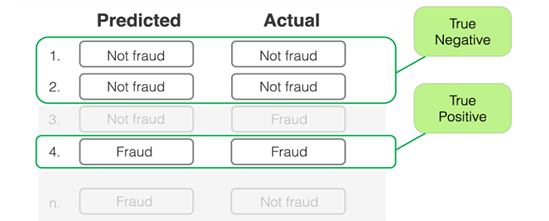 Predicted Actual
True
Negative
1. Not fraud Not fraud
2. Not fraud Not fraud
3. Not fraud Fraud
True
Positive
4. Fraud Fraud
n. Fraud Not fraud